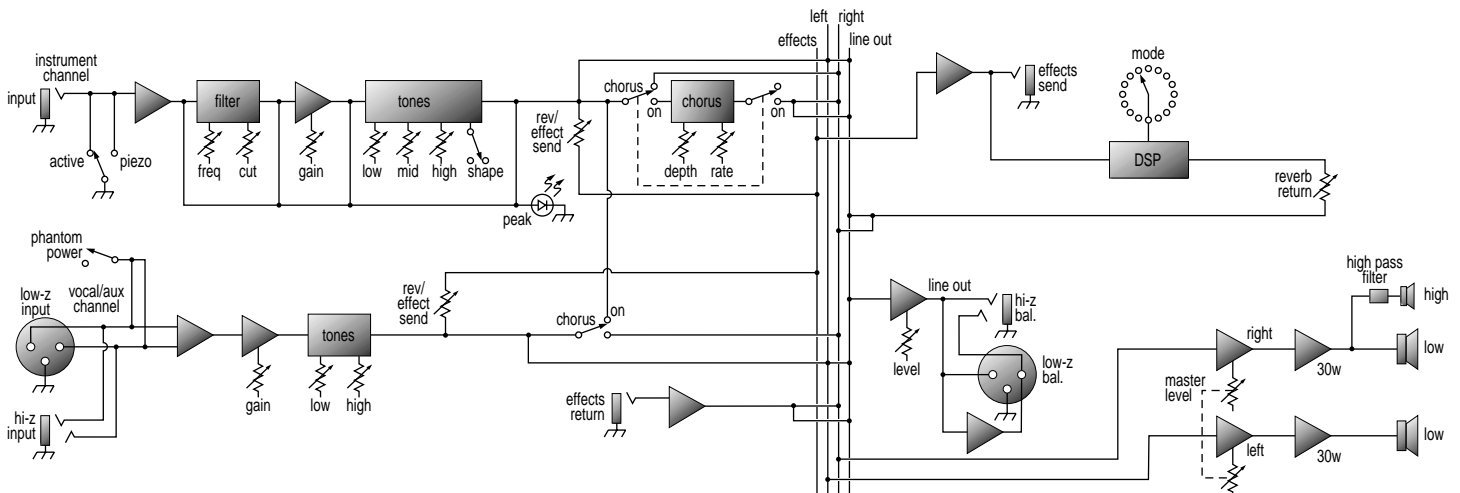 left
right
effects
line out
instrument
channel
input
active
piezo
filter
freq
cut
gain
tones
low
mid
high
shape
peak
rev/
effect
send
chorus
on
chorus
on
depth
rate
effects
send
mode
DSP
reverb
return
phantom
power
low-z
input
vocal/aux
channel
hi-z
input
gain
tones
low
high
rev/
effect
send
chorus
on
effects
return
line out
level
hi-z
bal.
low-z
bal.
high pass
filter
high
right
30w
low
master
level
left
30w
low